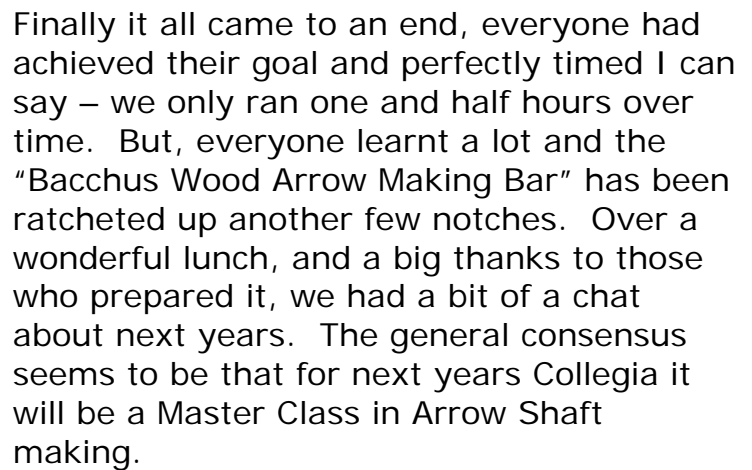 Finally it all came to an end, everyone had
achieved their goal and perfectly timed I can
say – we only ran one and half hours over
time.  But, everyone learnt a lot and the
“Bacchus Wood Arrow Making Bar” has been
ratcheted up another few notches.  Over a
wonderful lunch, and a big thanks to those
who prepared it, we had a bit of a chat
about next years.  The general consensus
seems to be that for next years Collegia it
will be a Master Class in Arrow Shaft
making.